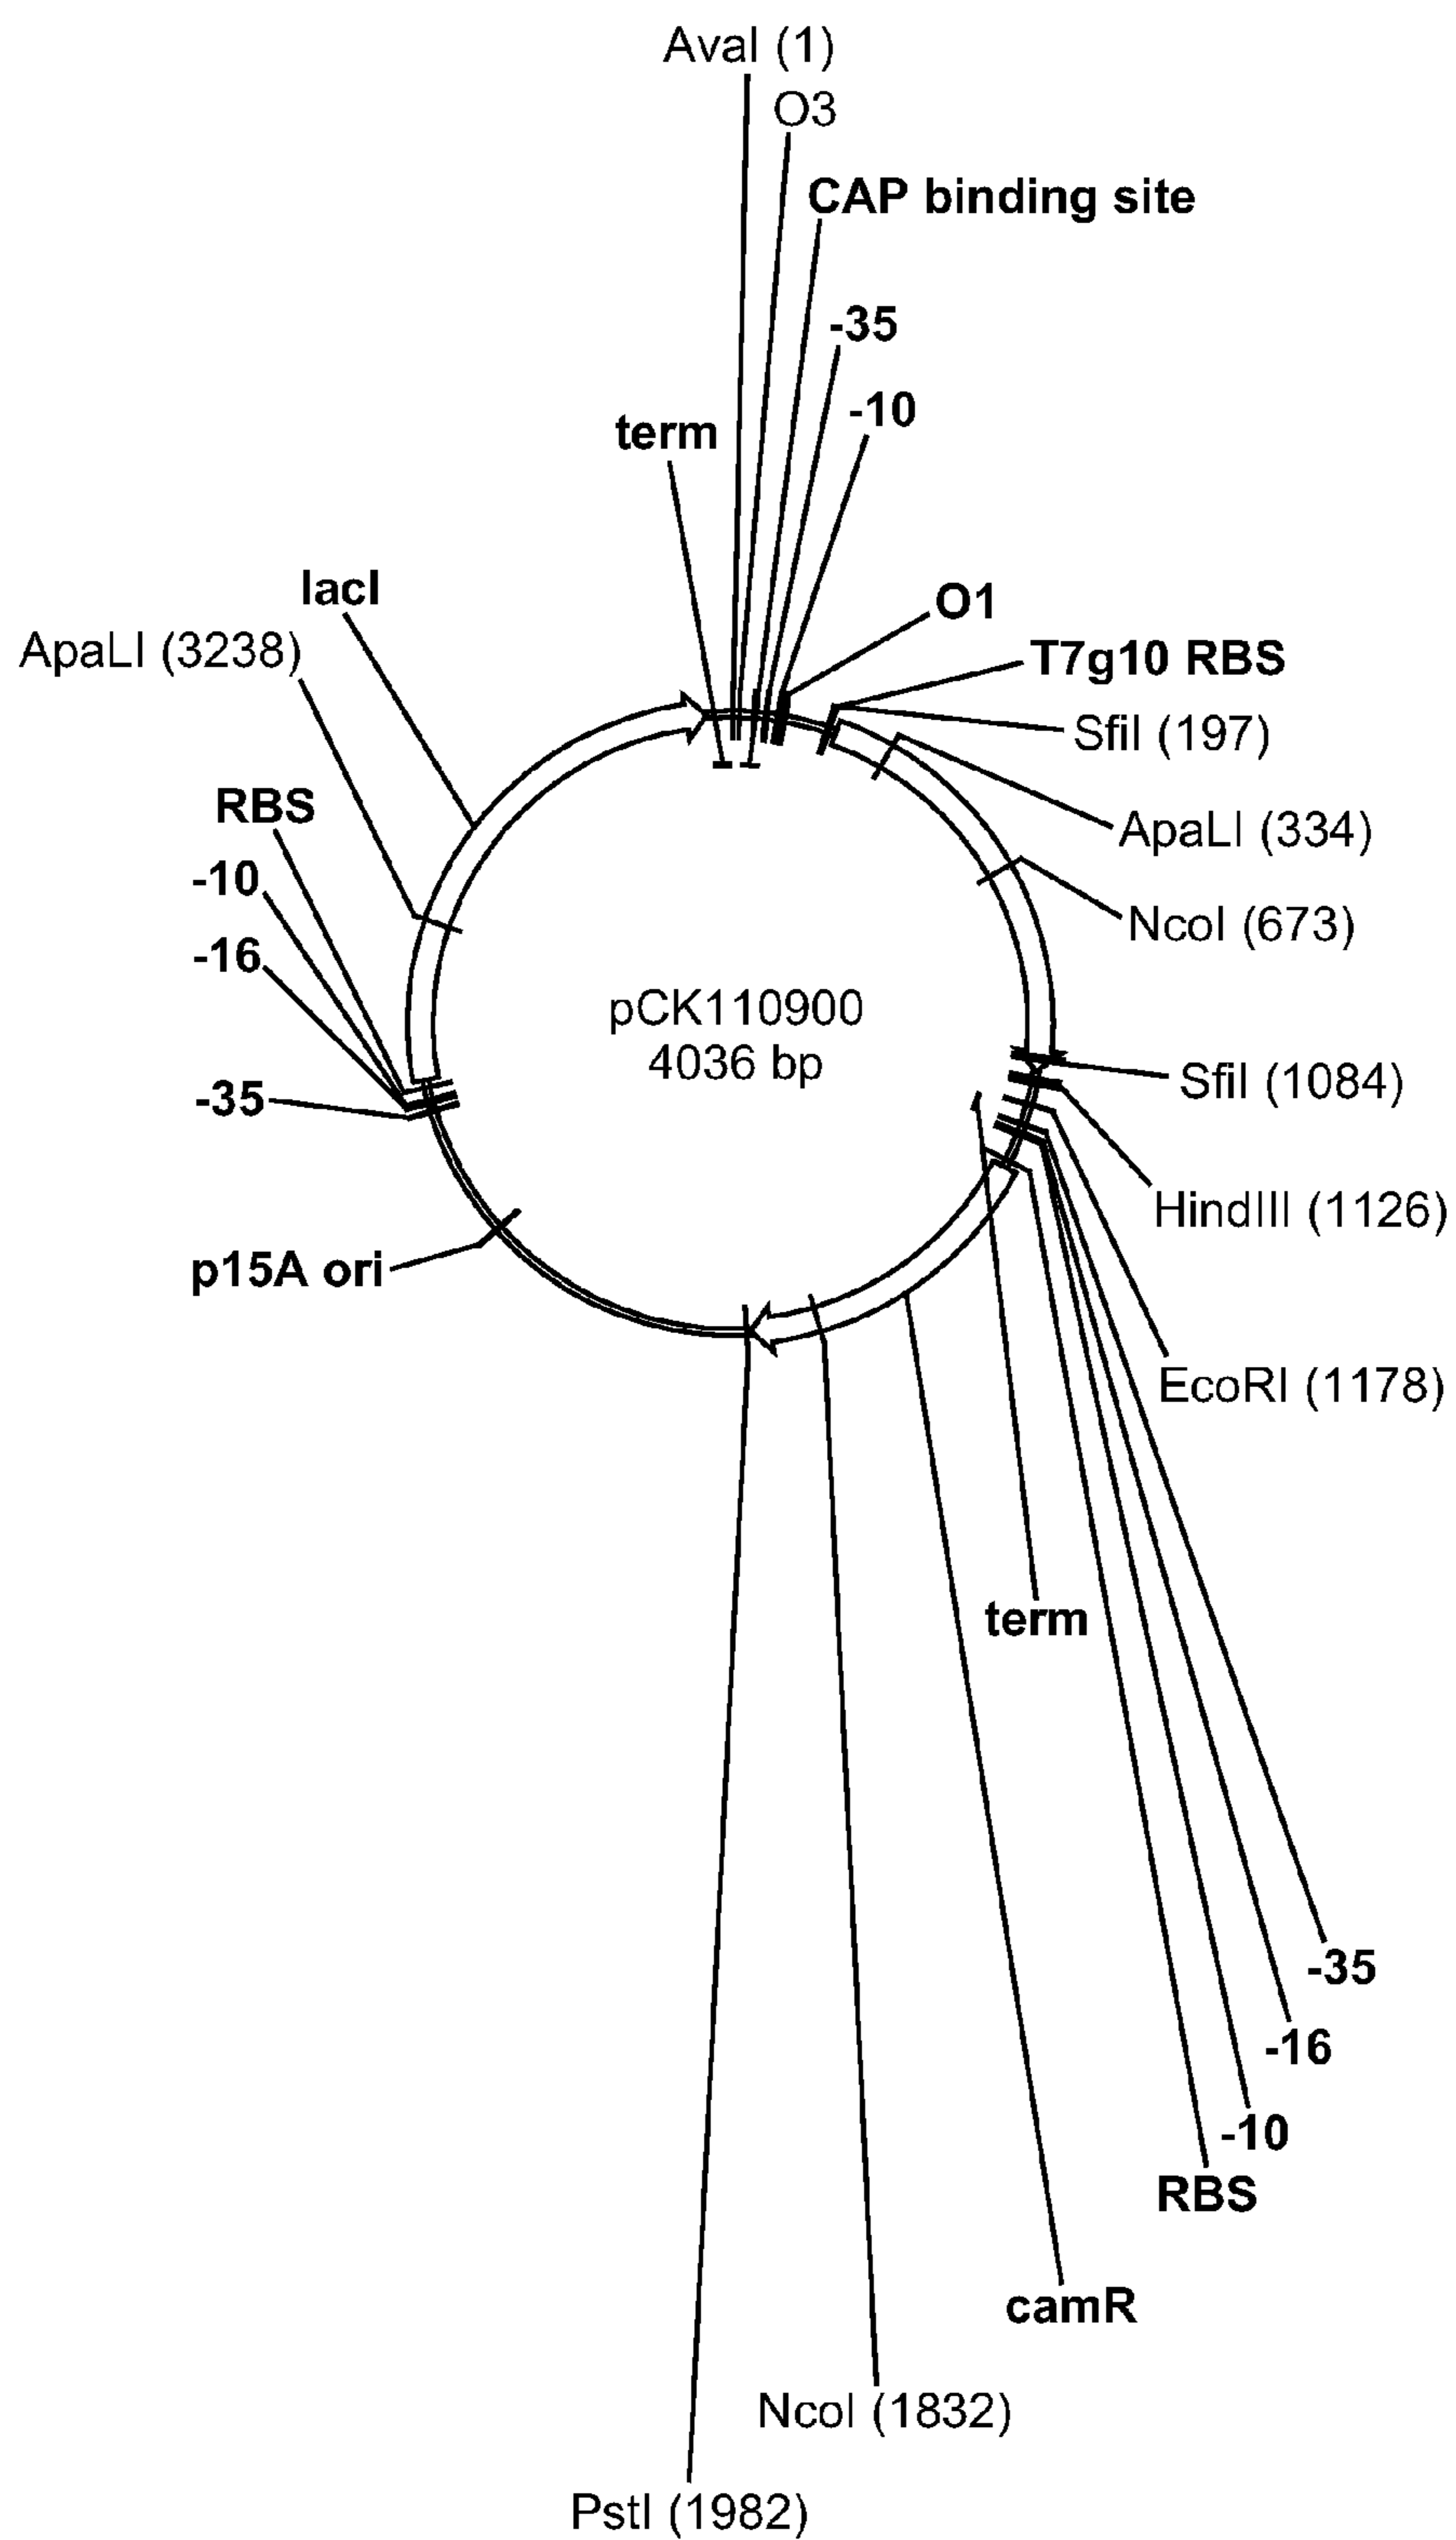 AvaI (1)
O3
CAP binding site
-35
-10
term
lacI
O1
ApaLI (3238)
T7g10 RBS
SfiI (197)
RBS
ApaLI (334)
-10
NcoI (673)
-16
pCK110900
4036 bp
SfiI (1084)
-35
HindIII (1126)
p15A ori
EcoRI (1178)
term
-35
-16
-10
RBS
camR
NcoI (1832)
PstI (1982)